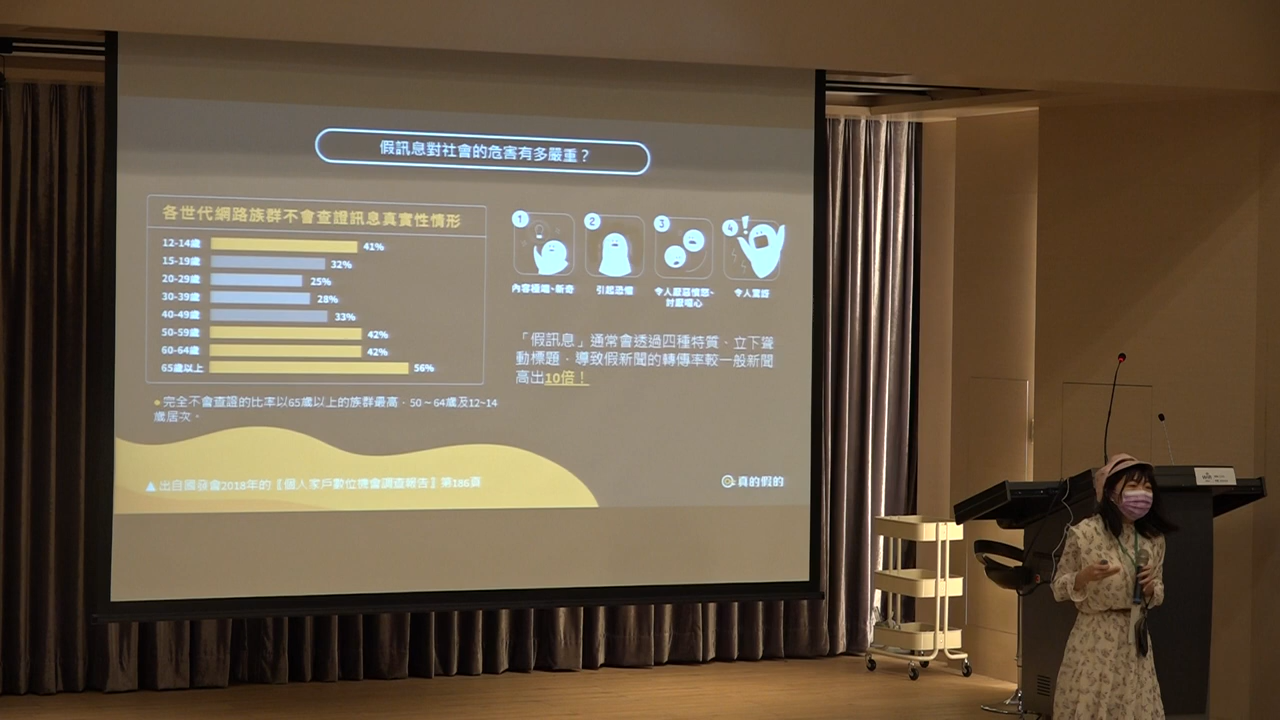 假訊息對社會的危害有多嚴重？
各世代網路族群不會查證訊息真實性情形
12-14歲 41%
15-19歲 32%
20-29歲 25%
30-39歲 28%
40-49歲 33%
50-59歲 42%
60-64歲 42%
65歲以上 56%
完全不會查證的比率以65歲以上的族群最高，50～64歲及12~14
歲居次。
▲出自國發會2018年的〖個人家戶數位機會調查報告〗第186頁
1 2 3 4
內容極端、新奇
引起恐懼
令人厭惡憤怒、
討厭噁心
令人驚訝
「假訊息」通常會透過四種特質、立下聳
動標題，導致假新聞的轉傳率較一般新聞
高出10倍！
真的假的